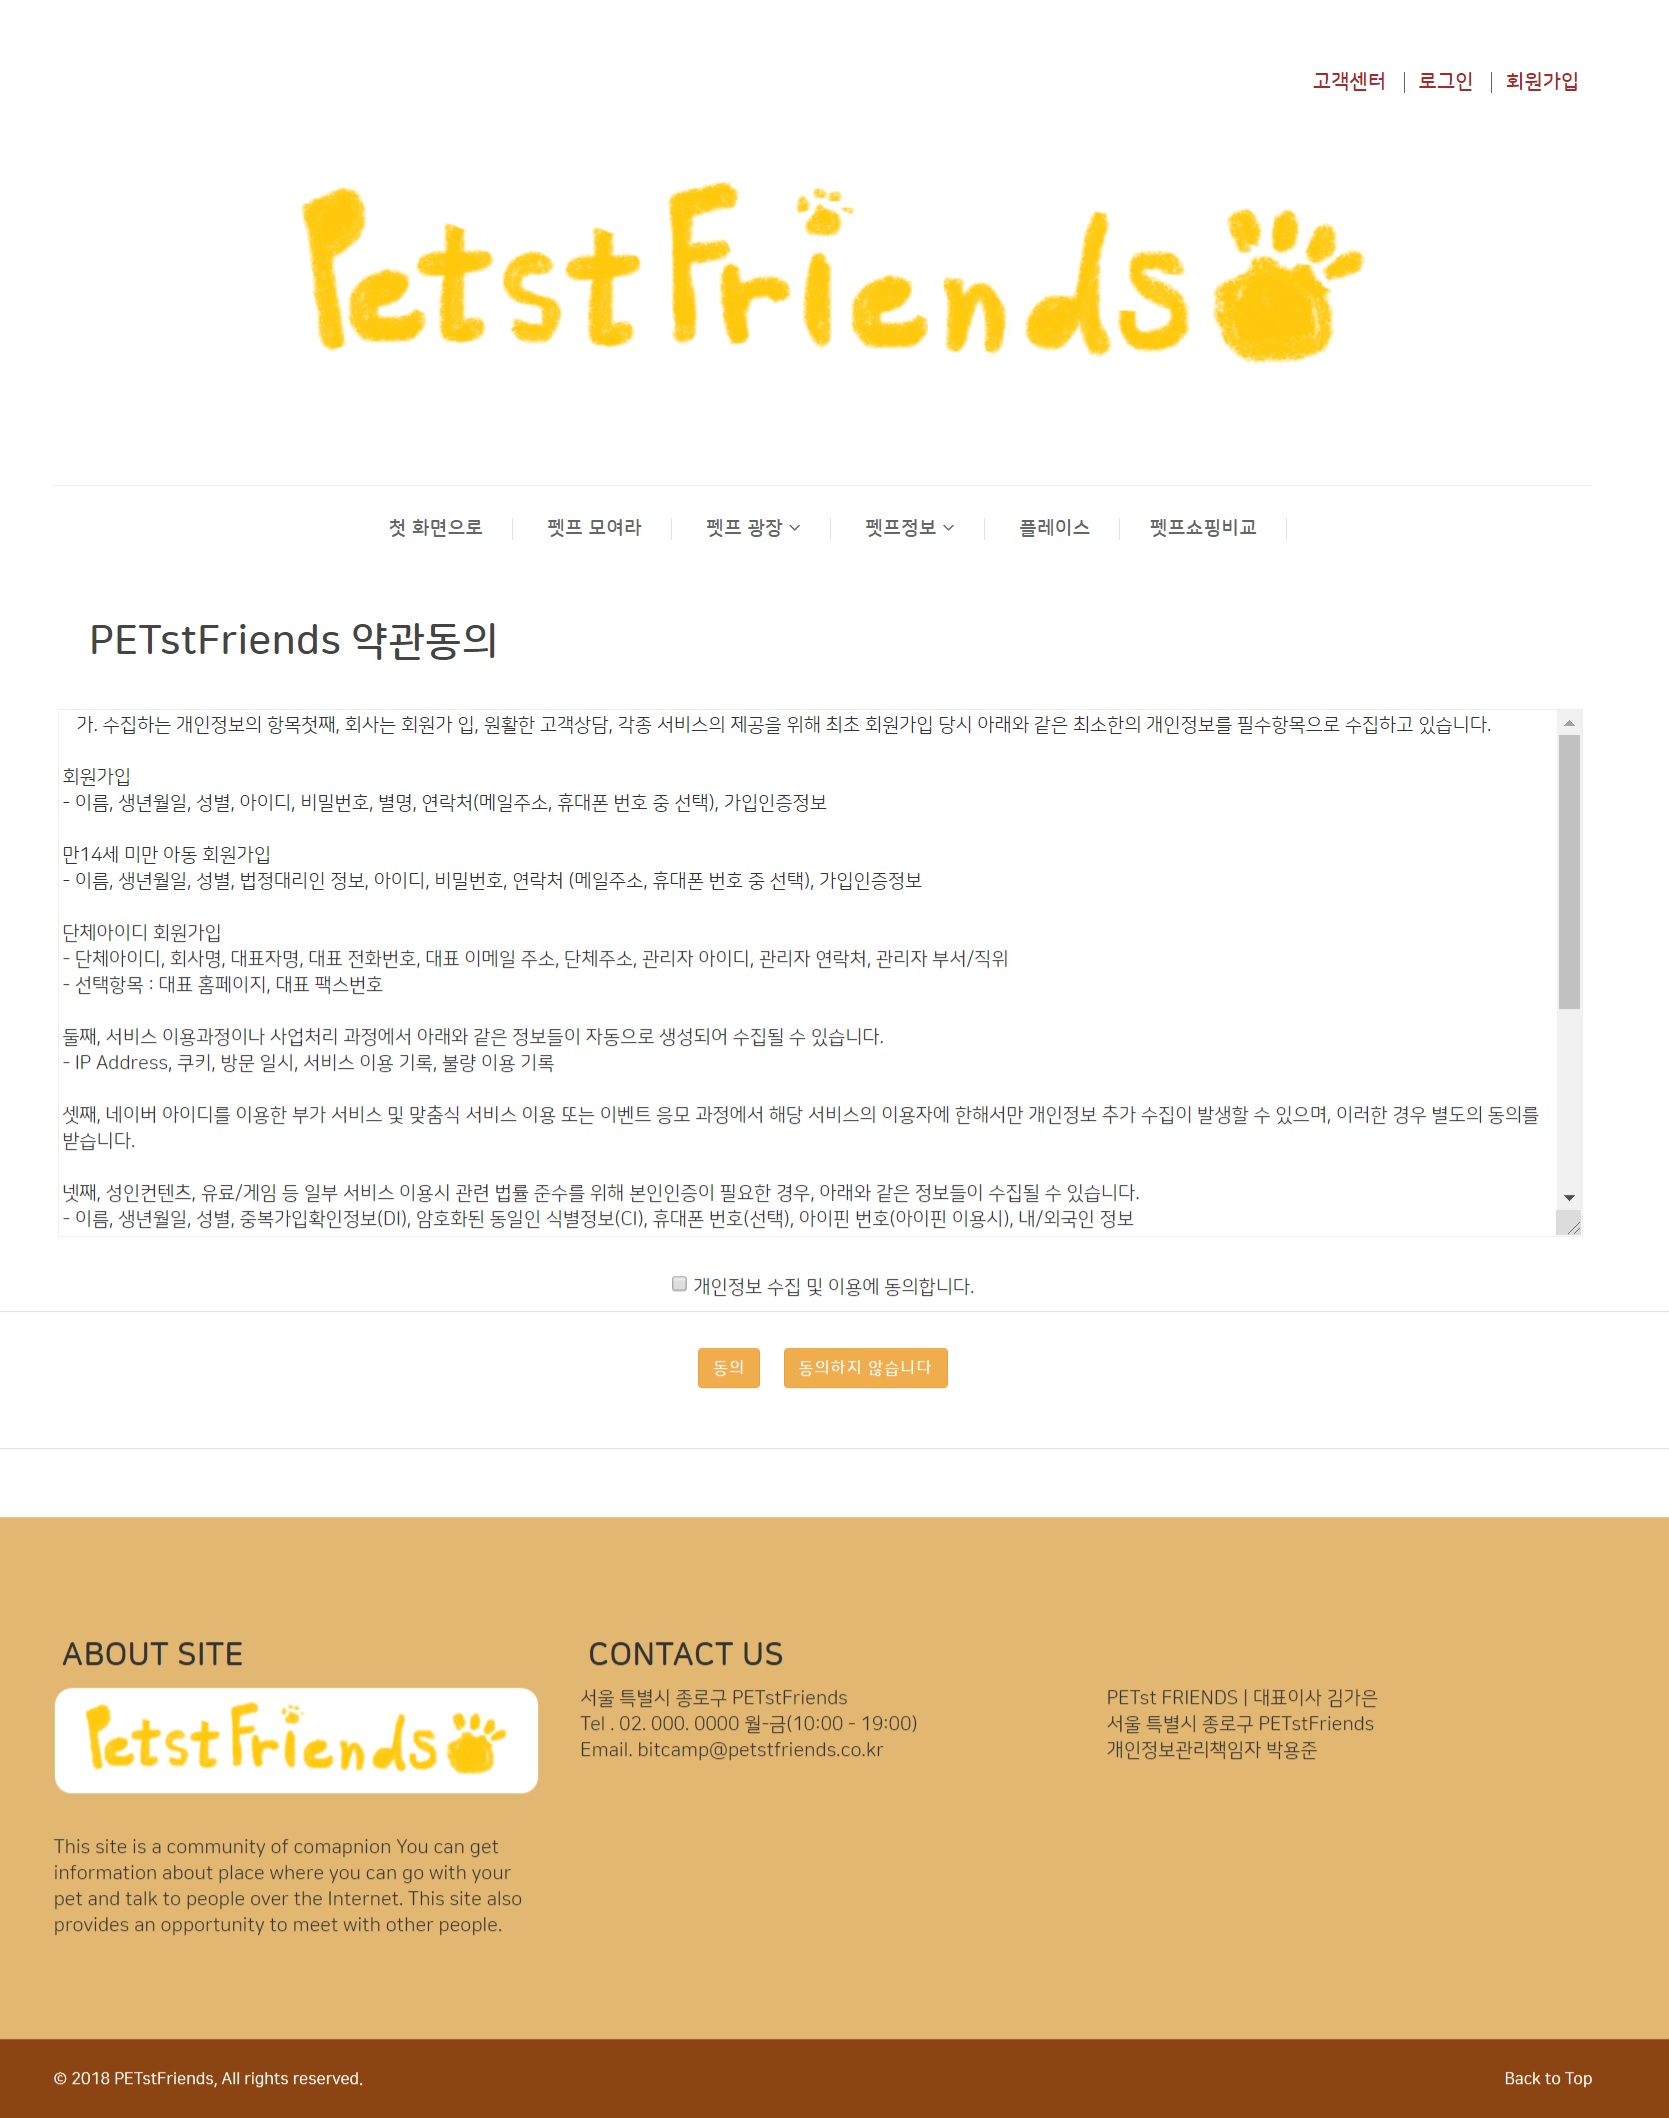 고객센터 로그인 회원가입
PetstFriends
첫 화면으로 펫프 모여라 펫프 광장 펫프정보 플레이스 펫프쇼핑비교
PETstFriends 약관동의
가. 수집하는 개인정보의 항목첫째, 회사는 회원가 입, 원활한 고객상담, 각종 서비스의 제공을 위해 최초 회원가입 당시 아래와 같은 최소한의 개인정보를 필수항목으로 수집하고 있습니다.
회원가입
- 이름, 생년월일, 성별, 아이디, 비밀번호, 별명, 연락처(메일주소, 휴대폰 번호 중 선택), 가입인증정보
만14세 미만 아동 회원가입
- 이름, 생년월일, 성별, 법정대리인 정보, 아이디, 비밀번호, 연락처 (메일주소, 휴대폰 번호 중 선택), 가입인증정보
단체아이디 회원가입
- 단체아이디, 회사명, 대표자명, 대표 전화번호, 대표 이메일 주소, 단체주소, 관리자 아이디, 관리자 연락처, 관리자 부서/직위
- 선택항목 : 대표 홈페이지, 대표 팩스번호
둘째, 서비스 이용과정이나 사업처리 과정에서 아래와 같은 정보들이 자동으로 생성되어 수집될 수 있습니다.
- IP Address, 쿠키, 방문 일시, 서비스 이용 기록, 불량 이용 기록
셋째, 네이버 아이디를 이용한 부가 서비스 및 맞춤식 서비스 이용 또는 이벤트 응모 과정에서 해당 서비스의 이용자에 한해서만 개인정보 추가 수집이 발생할 수 있으며, 이러한 경우 별도의 동의를
받습니다.
넷째, 성인컨텐츠, 유료/게임 등 일부 서비스 이용시 관련 법률 준수를 위해 본인인증이 필요한 경우, 아래와 같은 정보들이 수집될 수 있습니다.
- 이름, 생년월일, 성별, 중복가입확인정보(DI), 암호화된 동일인 식별정보(CI), 휴대폰 번호(선택), 아이핀 번호(아이핀 이용시), 내/외국인 정보
개인정보 수집 및 이용에 동의합니다.
동의 동의하지 않습니다
ABOUT SITE
PetstFriends
This site is a community of comapnion You can get
information about place where you can go with your
pet and talk to people over the Internet. This site also
provides an opportunity to meet with other people.
CONTACT US
서울 특별시 종로구 PETstFriends
Tel . 02. 000. 0000 월-금(10:00 - 19:00)
Email. bitcamp@petstfriends.co.kr
PETst FRIENDS | 대표이사 김가은
서울 특별시 종로구 PETstFriends
개인정보관리책임자 박용준
© 2018 PETstFriends, All rights reserved.
Back to Top